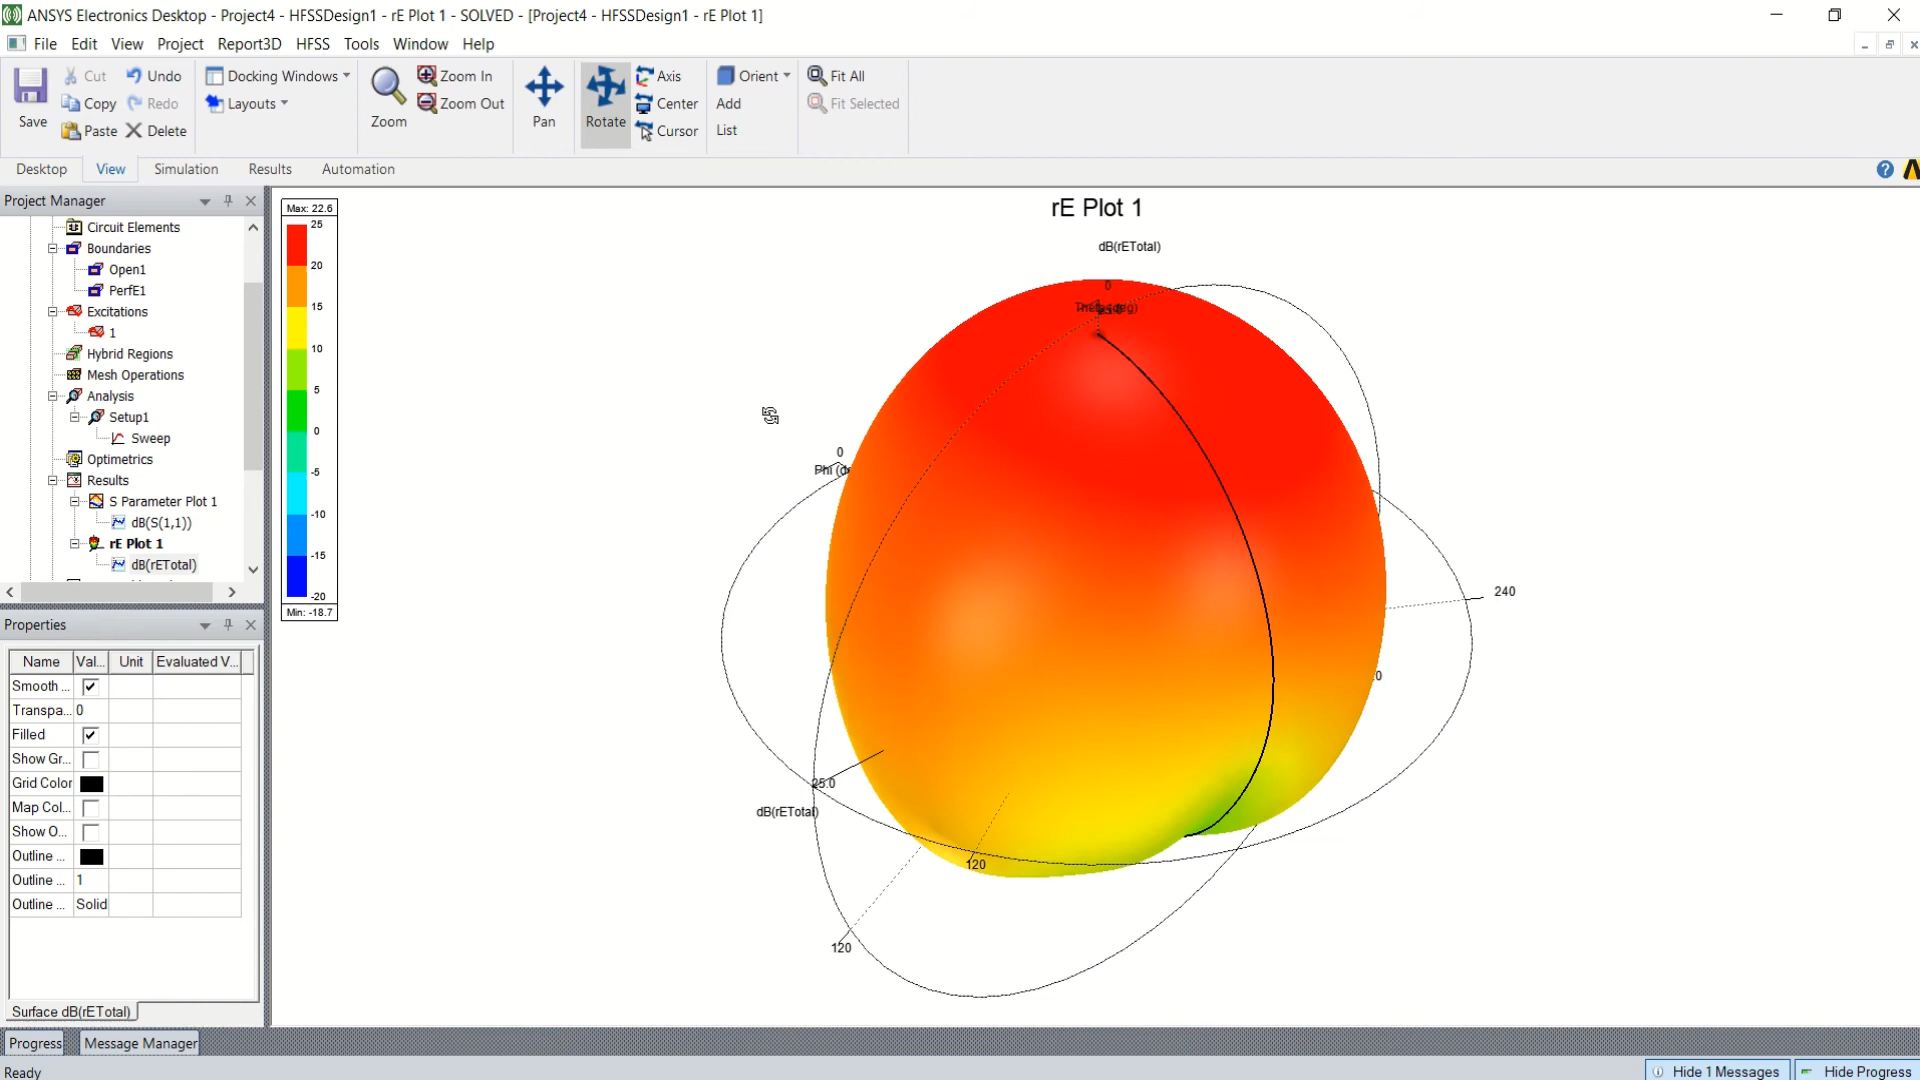 ANSYS Electronics Desktop - Project4 - HFSSDesign1 - rE Plot 1 - SOLVED - [Project4 - HFSSDesign1 - rE Plot 1]
File Edit View Project Report3D HFSS Tools Window Help
Save
Cut
Copy
Paste
Undo
Redo
Delete
Docking Windows
Layouts
Zoom
Zoom In
Zoom Out
Pan
Rotate
Axis
Center
Cursor
Orient
Add
List
Fit All
Fit Selected
Desktop View Simulation Results Automation
Project Manager
Circuit Elements
Boundaries
Open1
PerfE1
Excitations
1
Hybrid Regions
Mesh Operations
Analysis
Setup1
Sweep
Optimetrics
Results
S Parameter Plot 1
dB(S(1,1))
rE Plot 1
dB(rETotal)
Properties
Name Val... Unit Evaluated V...
Smooth ...
Transpa... 0
Filled
Show Gr...
Grid Color
Map Col...
Show O...
Outline ...
Outline ... 1
Outline ... Solid
Surface dB(rETotal)
Max: 22.6
25
20
15
10
5
0
-5
-10
-15
-20
Min: -18.7
rE Plot 1
dB(rETotal)
0
0
Phi (de
240
0
25.0
dB(rETotal)
120
120
Progress Message Manager
Ready
Hide 1 Messages Hide Progress